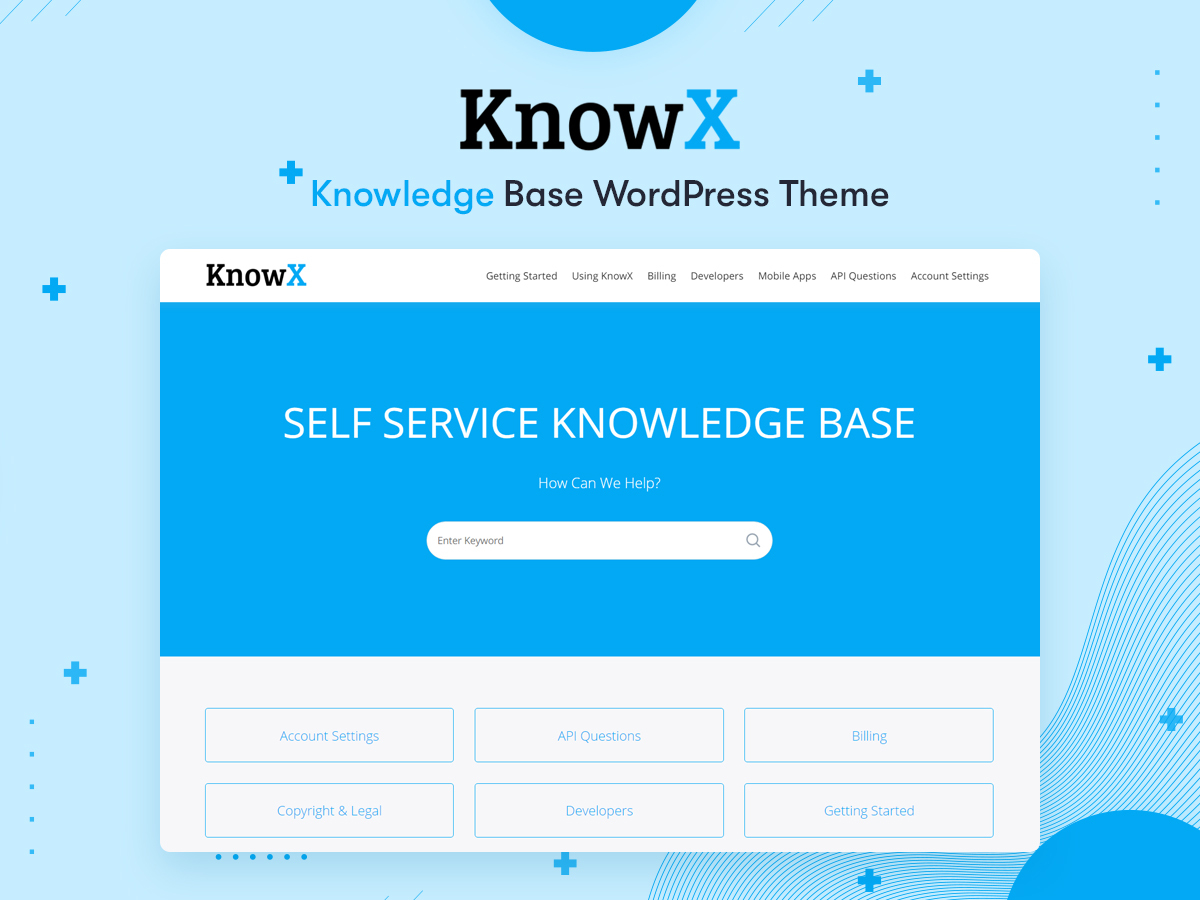 KnowX
Knowledge Base WordPress Theme
KnowX
Getting Started Using KnowX Billing Developers Mobile Apps API Questions Account Settings
SELF SERVICE KNOWLEDGE BASE
How Can We Help?
Enter Keyword
Account Settings API Questions Billing
Copyright & Legal Developers Getting Started